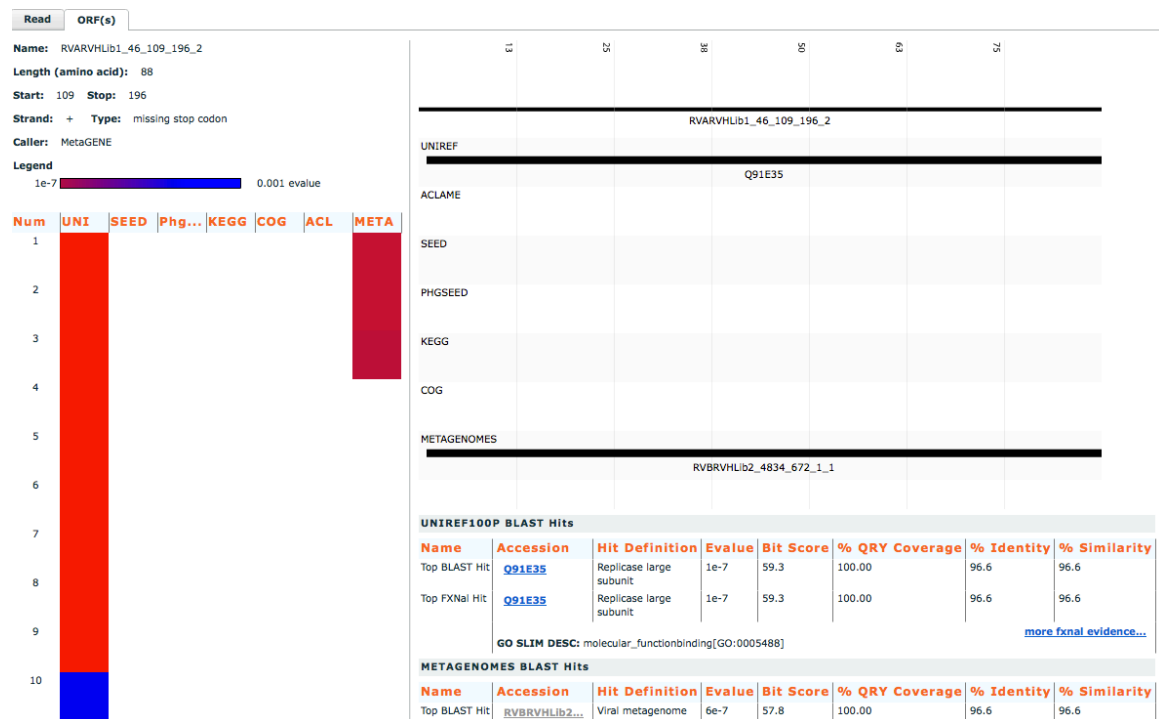 Read ORF(s)
Name: RVARVHLib1_46_109_196_2
Length (amino acid): 88
Start: 109 Stop: 196
Strand: + Type: missing stop codon
Caller: MetaGENE
Legend
1e-7 0.001 evalue
Num UNI SEED Phg... KEGG COG ACL META
1
2
3
4
5
6
7
8
9
10
13 25 38 50 63 75
RVARVHLib1_46_109_196_2
UNIREF
Q91E35
ACLAME
SEED
PHGSEED
KEGG
COG
METAGENOMES
RVBRVHLib2_4834_672_1_1
UNIREF100P BLAST Hits
Name Accession Hit Definition Evalue Bit Score % QRY Coverage % Identity % Similarity
Top BLAST Hit Q91E35 Replicase large 1e-7 59.3 100.00 96.6 96.6
subunit
Top FXNal Hit Q91E35 Replicase large 1e-7 59.3 100.00 96.6 96.6
subunit
more fxnal evidence...
GO SLIM DESC: molecular_functionbinding[GO:0005488]
METAGENOMES BLAST Hits
Name Accession Hit Definition Evalue Bit Score % QRY Coverage % Identity % Similarity
Top BLAST Hit RVBRVHLib2... Viral metagenome 6e-7 57.8 100.00 96.6 96.6